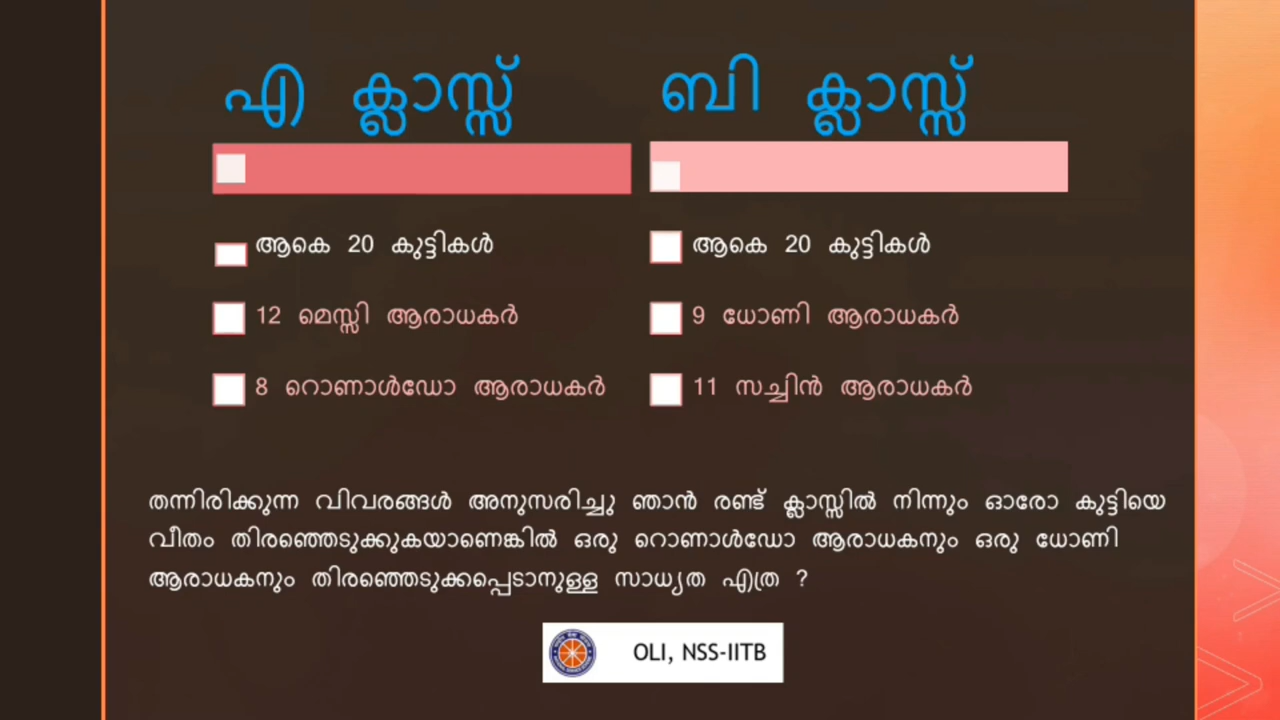 എ ക്ലാസ്സ്
ബി ക്ലാസ്സ്
ആകെ 20 കുട്ടികൾ
12 മെസ്സി ആരാധകർ
8 റൊണാൾഡോ ആരാധകർ
ആകെ 20 കുട്ടികൾ
9 ധോണി ആരാധകർ
11 സച്ചിൻ ആരാധകർ
തന്നിരിക്കുന്ന വിവരങ്ങൾ അനുസരിച്ചു ഞാൻ രണ്ട് ക്ലാസ്സിൽ നിന്നും ഓരോ കുട്ടിയെ
വീതം തിരഞ്ഞെടുക്കുകയാണെങ്കിൽ ഒരു റൊണാൾഡോ ആരാധകനും ഒരു ധോണി
ആരാധകനും തിരഞ്ഞെടുക്കപ്പെടാനുള്ള സാധ്യത എത്ര ?
OLI, NSS-IITB